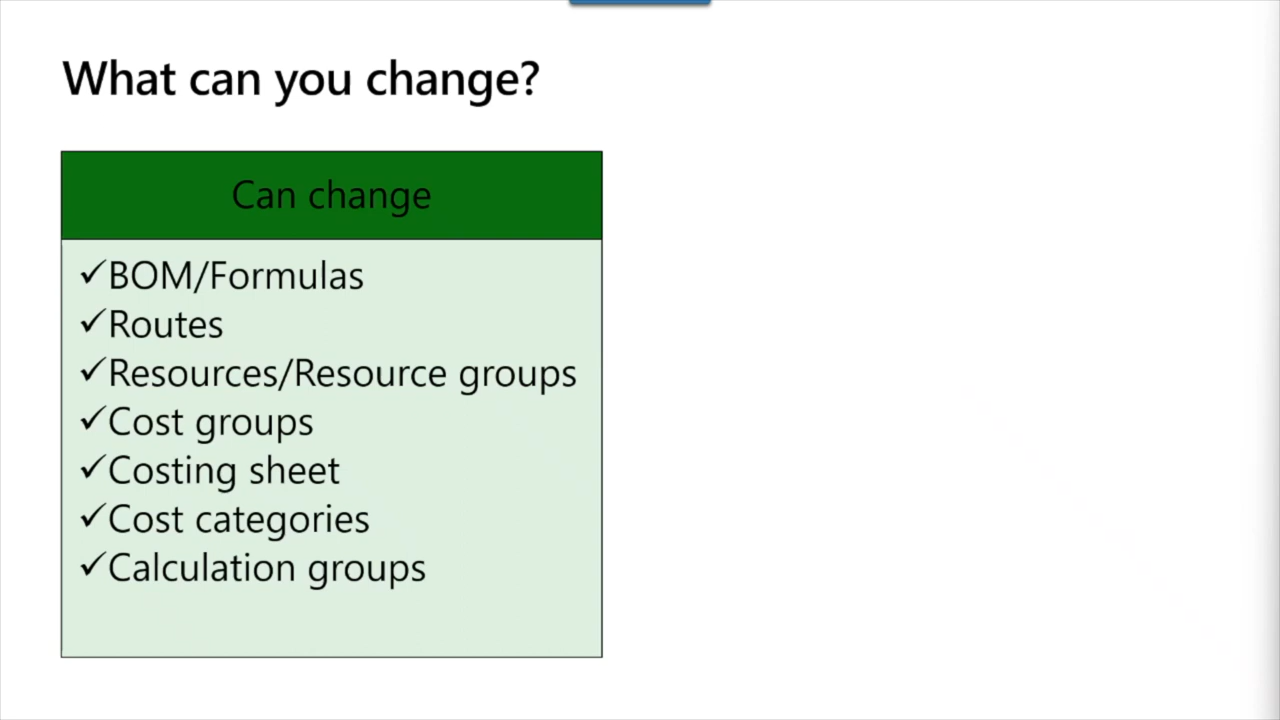 What can you change?
Can change
✓BOM/Formulas
✓Routes
✓Resources/Resource groups
✓Cost groups
✓Costing sheet
✓Cost categories
✓Calculation groups